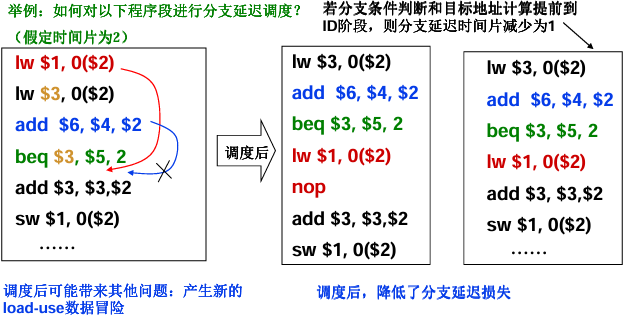 举例：如何对以下程序段进行分支延迟调度？
（假定时间片为2）
lw $1, 0($2)
lw $3, 0($2)
add $6, $4, $2
beq $3, $5, 2
add $3, $3,$2
sw $1, 0($2)
……
调度后可能带来其他问题：产生新的
load-use数据冒险
调度后
lw $3, 0($2)
add $6, $4, $2
beq $3, $5, 2
lw $1, 0($2)
nop
add $3, $3,$2
sw $1, 0($2)
调度后，降低了分支延迟损失
若分支条件判断和目标地址计算提前到
ID阶段，则分支延迟时间片减少为1
lw $3, 0($2)
add $6, $4, $2
beq $3, $5, 2
lw $1, 0($2)
add $3, $3,$2
sw $1, 0($2)
……